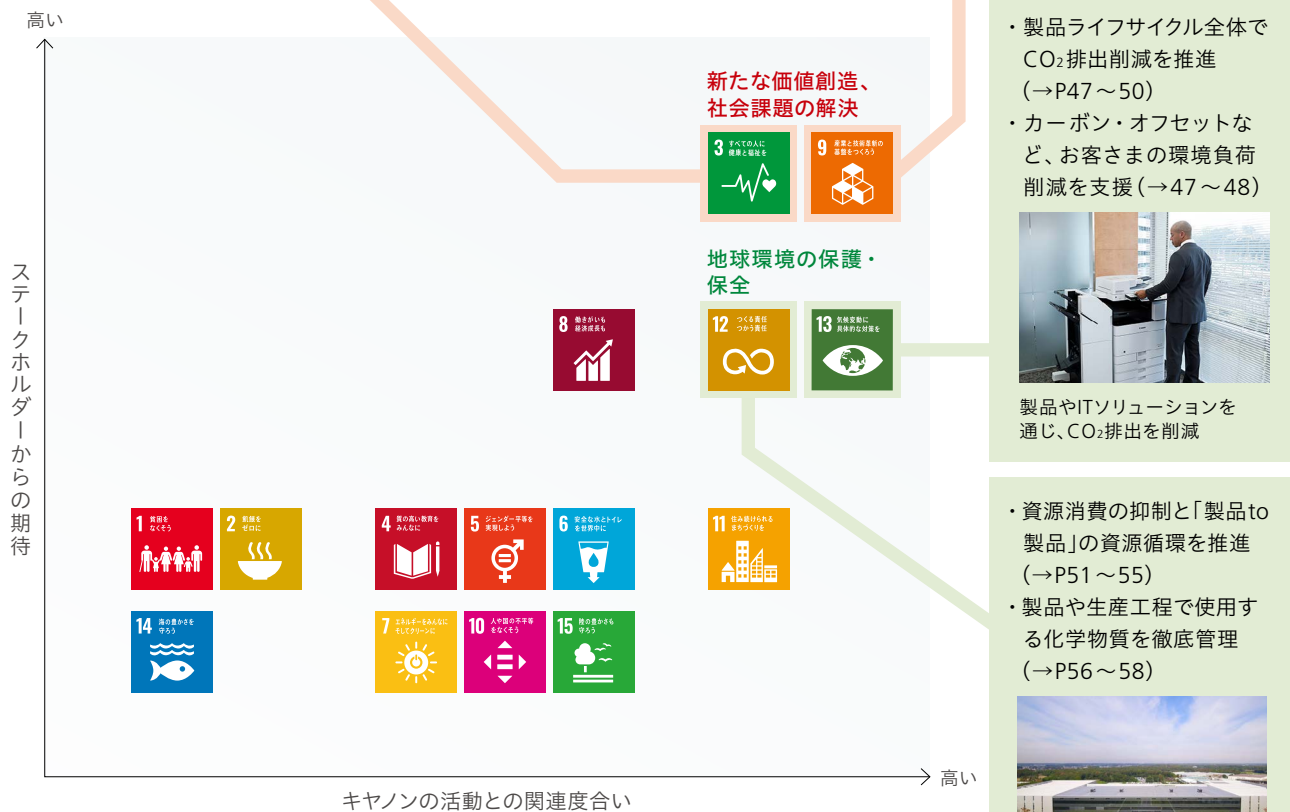 高い
新たな価値創造、
社会課題の解決
3 すべての人に
健康と福祉を
9 産業と技術革新の
基盤をつくろう
地球環境の保護・
保全
8 働きがいも
経済成長も
12 つくる責任
つかう責任
13 気候変動に
具体的な対策を
1 貧困を
なくそう
2 飢餓を
ゼロに
4 質の高い教育を
みんなに
5 ジェンダー平等を
実現しよう
6 安全な水とトイレ
を世界中に
11 住み続けられる
まちづくりを
14 海の豊かさを
守ろう
7 エネルギーをみんなに
そしてクリーンに
10 人や国の不平等
をなくそう
15 陸の豊かさも
守ろう
ステークホルダーからの期待
高い
キヤノンの活動との関連度合い
・製品ライフサイクル全体で
CO₂排出削減を推進
(→P47～50)
・カーボン・オフセットな
ど、お客さまの環境負荷
削減を支援(→47～48)
製品やITソリューションを
通じ、CO₂排出を削減
・資源消費の抑制と「製品to
製品」の資源循環を推進
(→P51～55)
・製品や生産工程で使用す
る化学物質を徹底管理
(→P56～58)